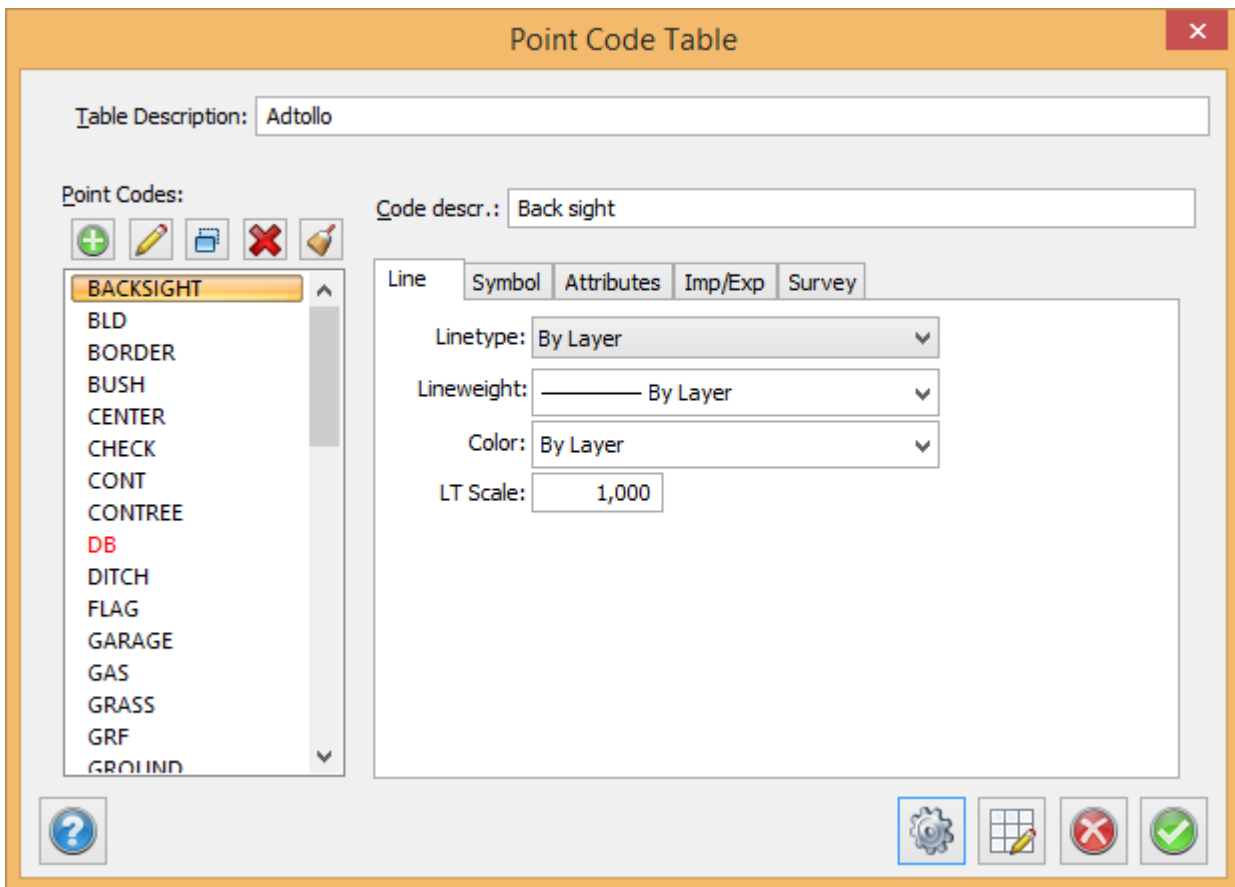 Point Code Table
Table Description: Adtollo
Point Codes:
Code descr.: Back sight
BACKSIGHT
BLD
BORDER
BUSH
CENTER
CHECK
CONT
CONTREE
DB
DITCH
FLAG
GARAGE
GAS
GRASS
GRF
GROUND
Line Symbol Attributes Imp/Exp Survey
Linetype: By Layer
Lineweight: By Layer
Color: By Layer
LT Scale: 1,000